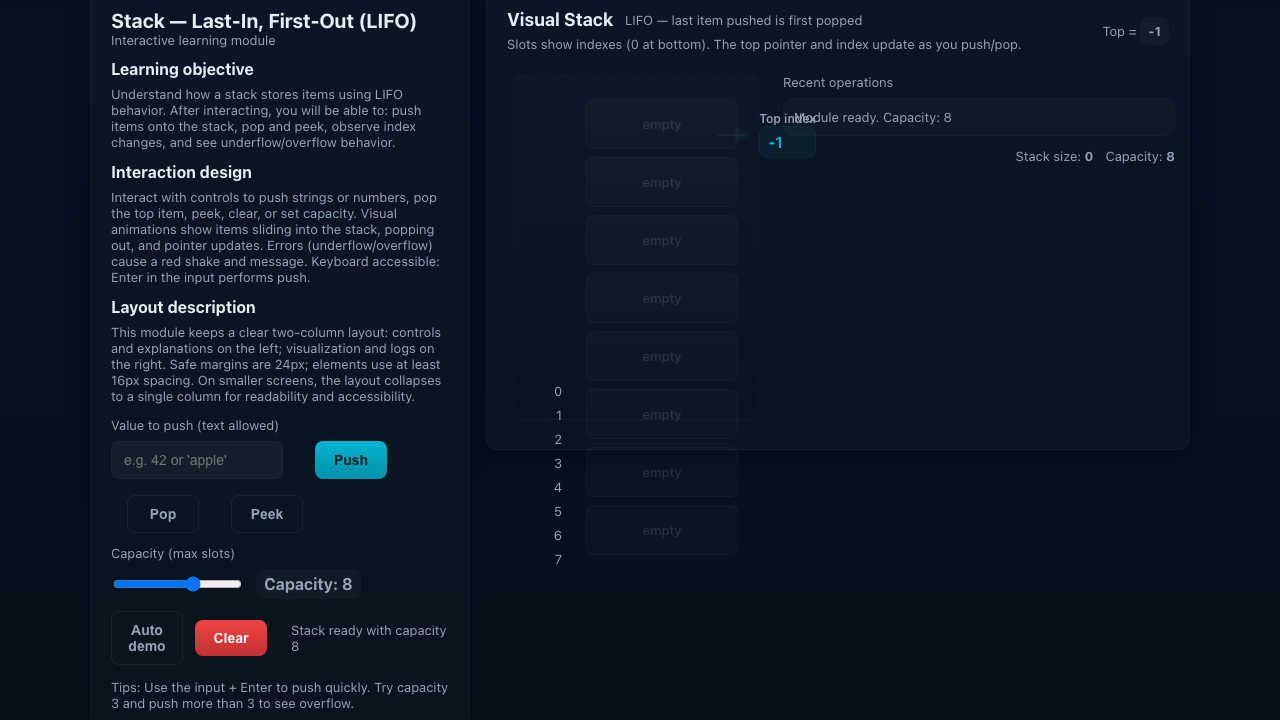 Stack — Last-In, First-Out (LIFO)
Interactive learning module
Learning objective
Understand how a stack stores items using LIFO
behavior. After interacting, you will be able to: push
items onto the stack, pop and peek, observe index
changes, and see underflow/overflow behavior.
Interaction design
Interact with controls to push strings or numbers, pop
the top item, peek, clear, or set capacity. Visual
animations show items sliding into the stack, popping
out, and pointer updates. Errors (underflow/overflow)
cause a red shake and message. Keyboard accessible:
Enter in the input performs push.
Layout description
This module keeps a clear two-column layout: controls
and explanations on the left; visualization and logs on
the right. Safe margins are 24px; elements use at least
16px spacing. On smaller screens, the layout collapses
to a single column for readability and accessibility.
Value to push (text allowed)
e.g. 42 or 'apple'
Push
Pop
Peek
Capacity (max slots)
Capacity: 8
Auto
demo
Clear
Stack ready with capacity
8
Tips: Use the input + Enter to push quickly. Try capacity
3 and push more than 3 to see overflow.
Visual Stack
LIFO — last item pushed is first popped
Slots show indexes (0 at bottom). The top pointer and index update as you push/pop.
Top = -1
empty
empty
empty
empty
empty
empty
empty
empty
0
1
2
3
4
5
6
7
Top index
-1
Recent operations
Module ready. Capacity: 8
Stack size: 0 Capacity: 8